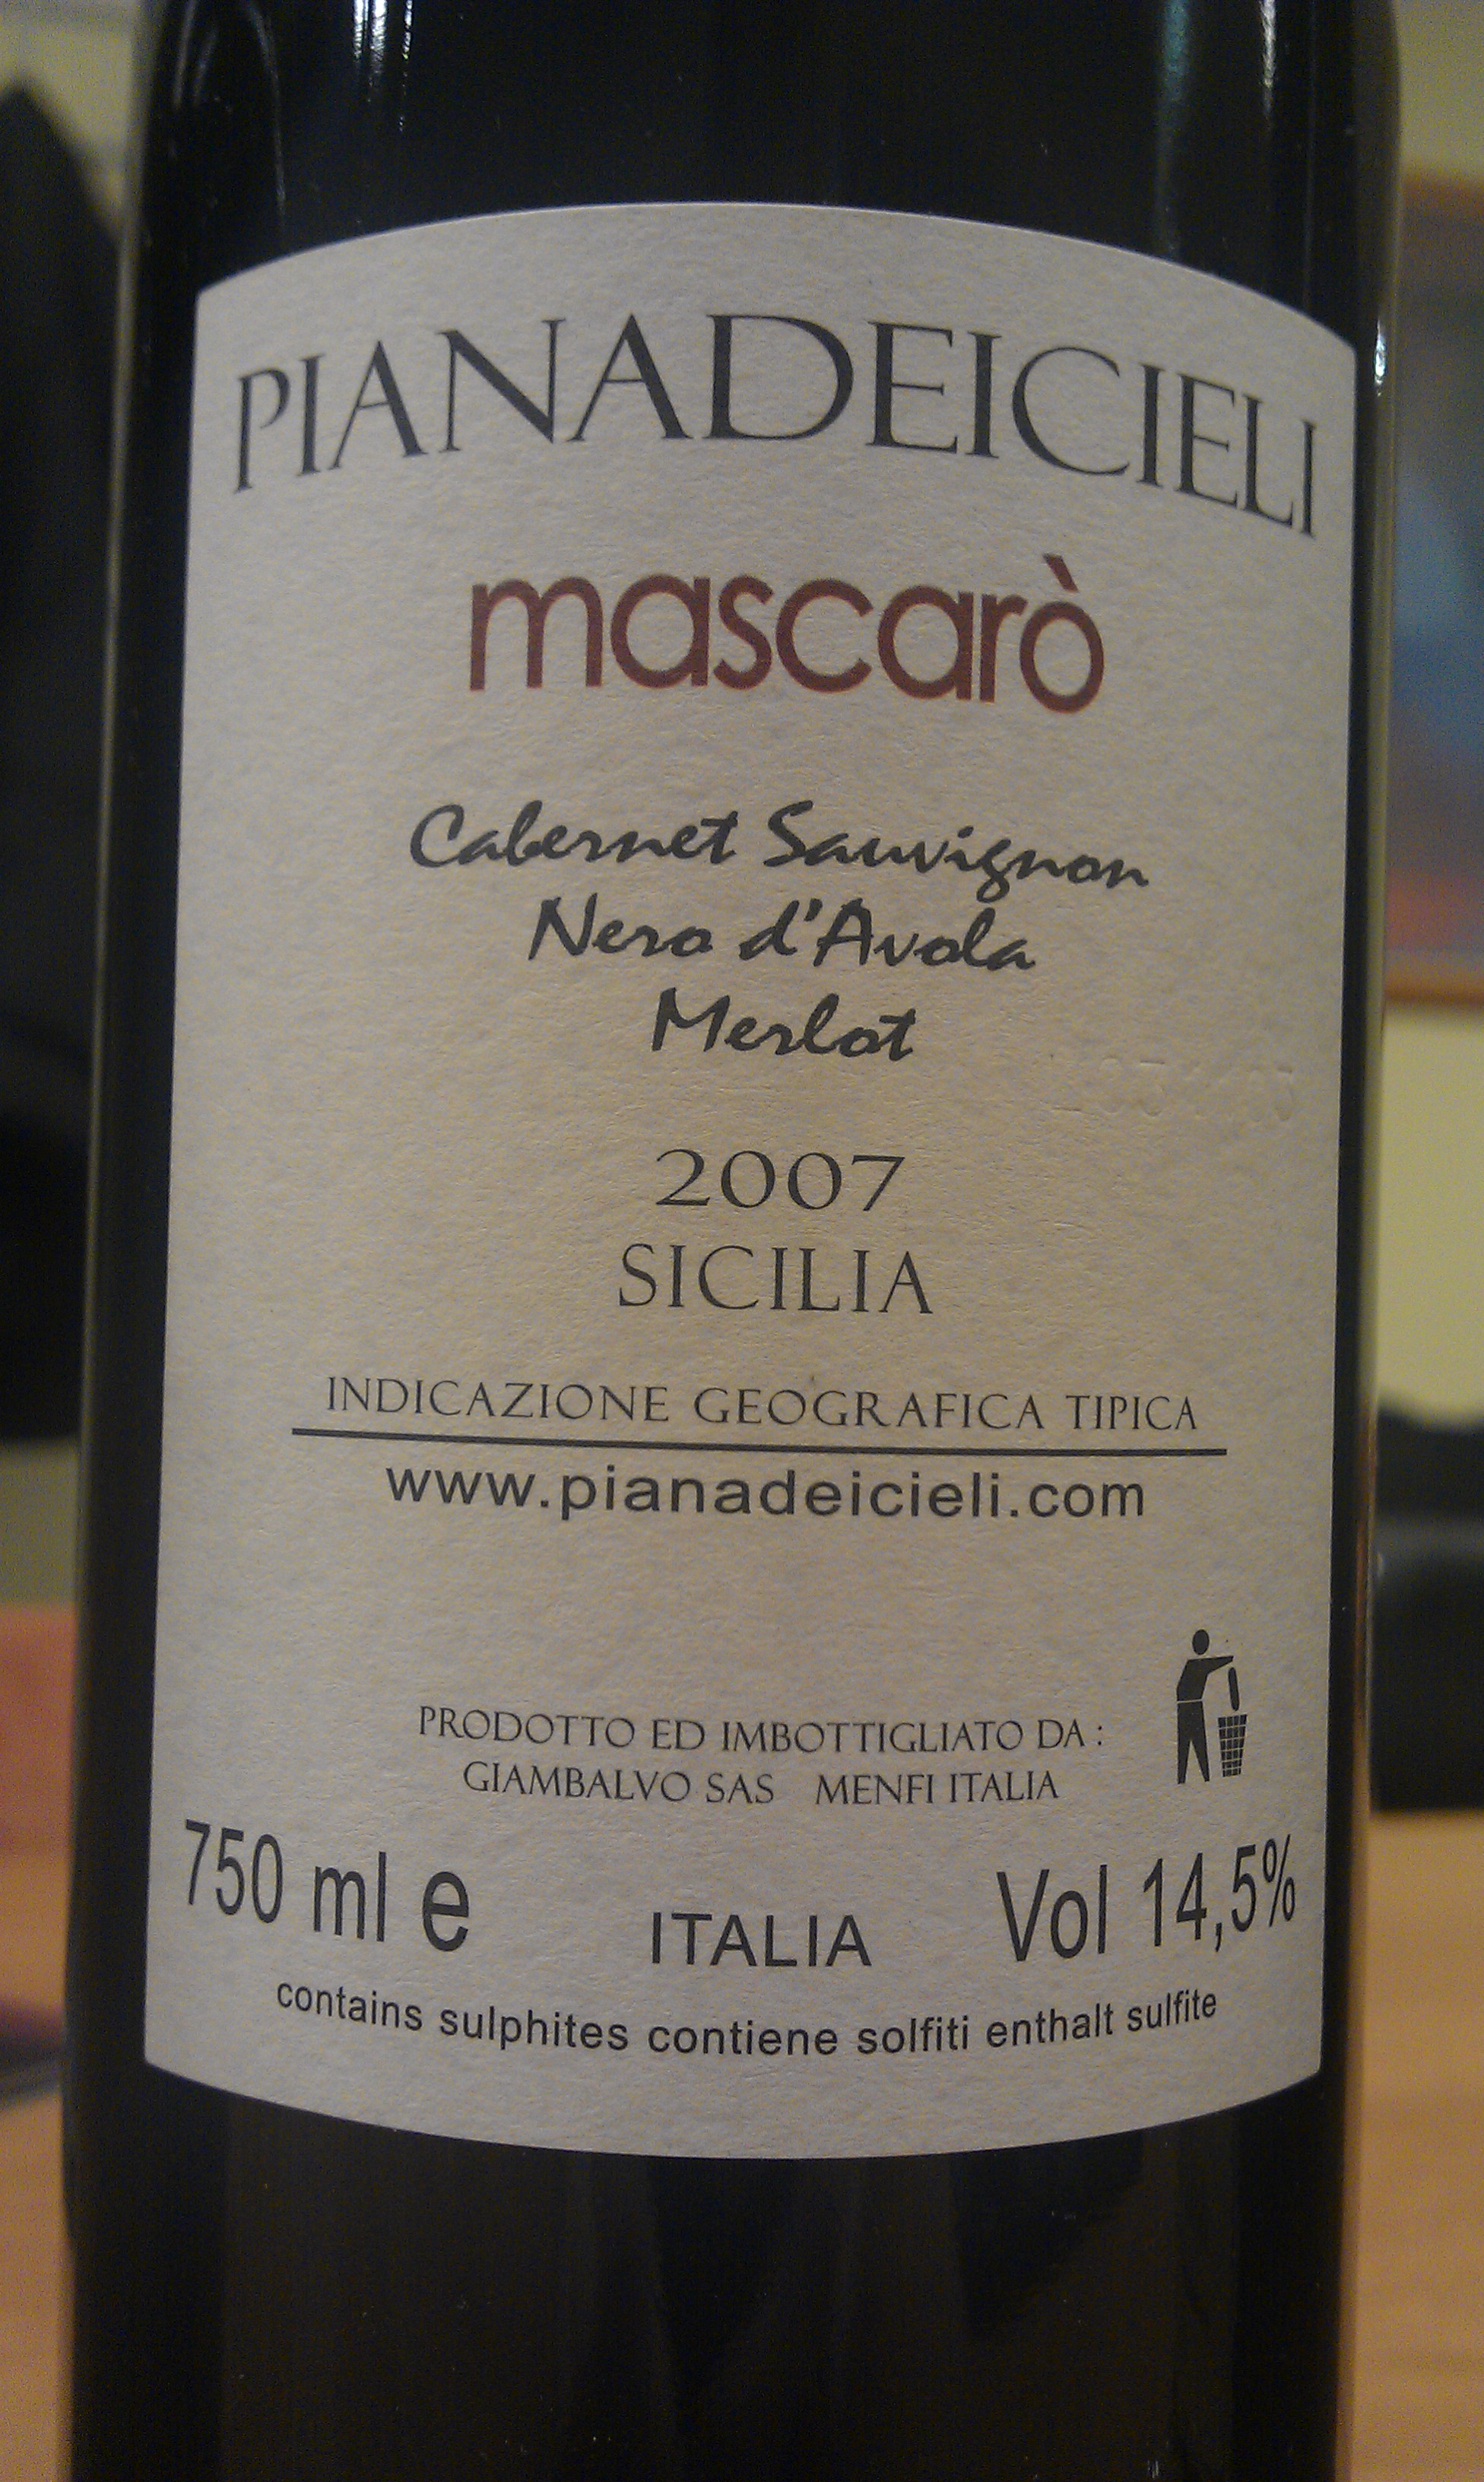 PIANADEICIELI
mascarò
Cabernet Sauvignon
Nero d'Avola
Merlot
2007
SICILIA
INDICAZIONE GEOGRAFICA TIPICA
www.pianadeicieli.com
PRODOTTO ED IMBOTTIGLIATO DA :
GIAMBALVO SAS MENFI ITALIA
750 ml e ITALIA Vol 14,5%
contains sulphites contiene solfiti enthalt sulfite